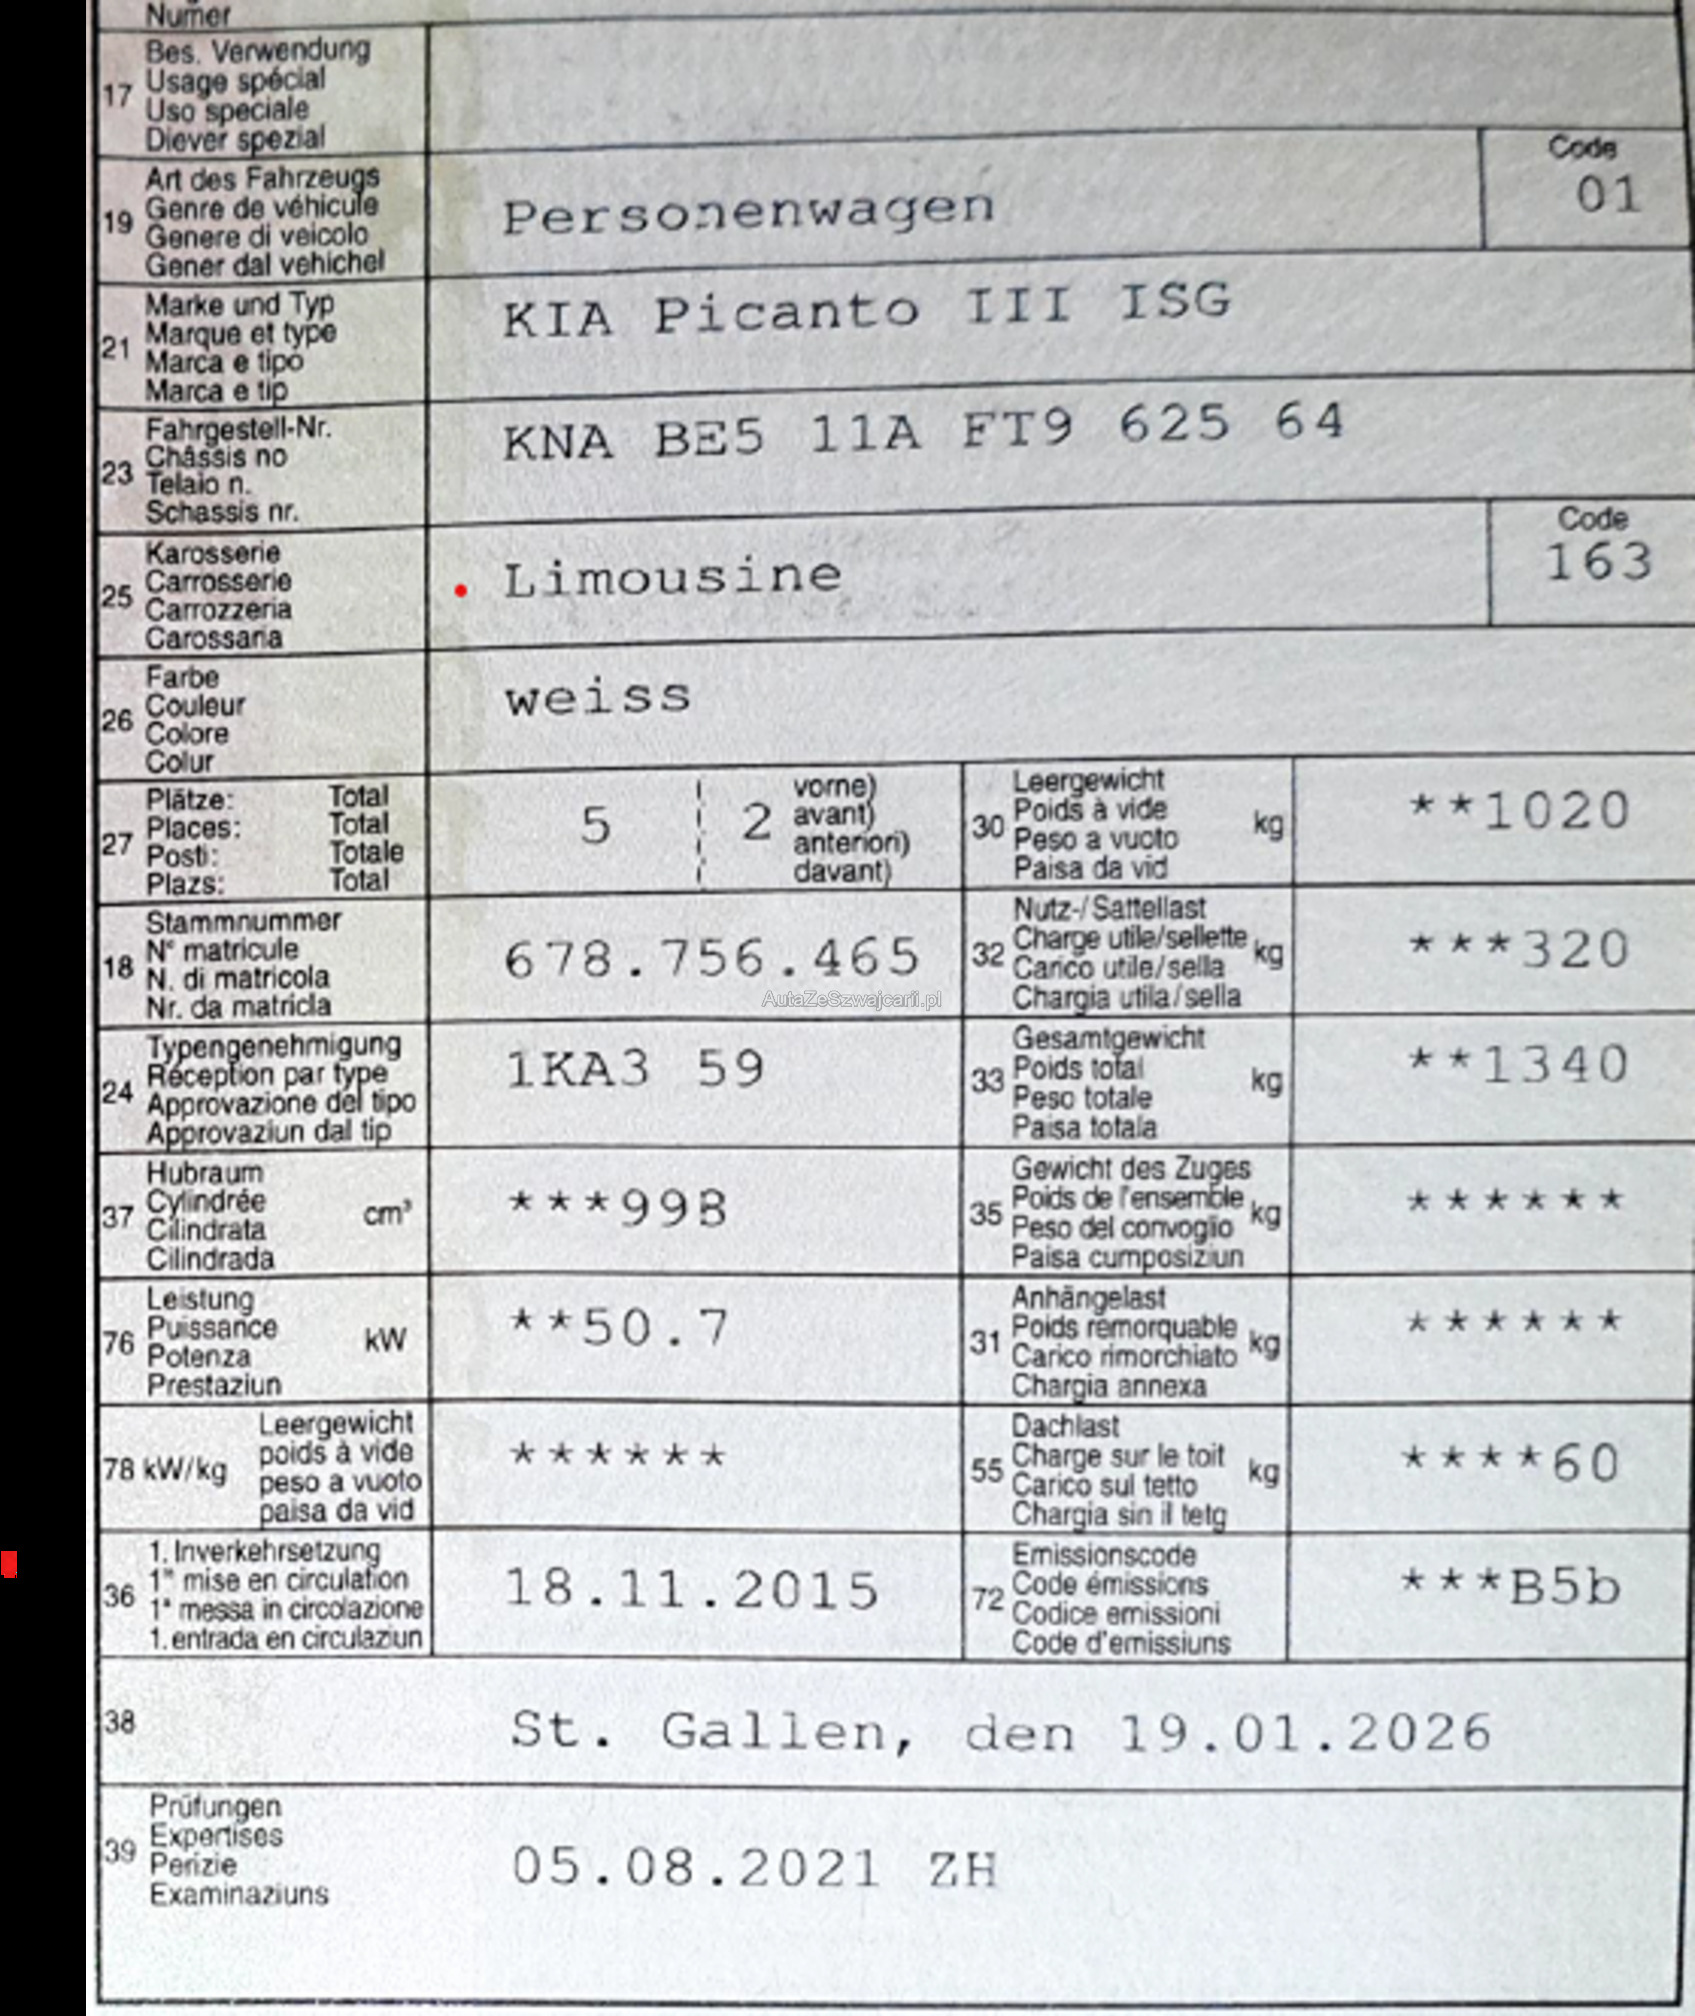 Numer
17
Bes. Verwendung
Usage spécial
Uso speciale
Diever spezial
19
Art des Fahrzeugs
Genre de véhicule
Genere di veicolo
Gener dal vehichel
Personenwagen
Code
01
21
Marke und Typ
Marque et type
Marca e tipo
Marca e tip
KIA Picanto III ISG
23
Fahrgestell-Nr.
Châssis no
Telaio n.
Schassis nr.
KNA BE5 11A FT9 625 64
25
Karosserie
Carrosserie
Carrozzeria
Carossaria
Limousine
Code
163
26
Farbe
Couleur
Colore
Colur
weiss
27
Plätze: Total
Places: Total
Posti: Totale
Plazs: Total
5
2
vorne)
avant)
anteriori)
davant)
30
Leergewicht
Poids à vide
Peso a vuoto
Paisa da vid
kg
**1020
18
Stammnummer
N° matricule
N. di matricola
Nr. da matricla
678.756.465
AutaZeSzwajcarii.pl
32
Nutz-/Sattellast
Charge utile/sellette
Carico utile/sella
Chargia utila/sella
kg
***320
24
Typengenehmigung
Réception par type
Approvazione del tipo
Approvaziun dal tip
1KA3 59
33
Gesamtgewicht
Poids total
Peso totale
Paisa totala
kg
**1340
37
Hubraum
Cylindrée
Cilindrata
Cilindrada
cm³
***998
35
Gewicht des Zuges
Poids de l'ensemble
Peso del convoglio
Paisa cumposiziun
kg
******
76
Leistung
Puissance
Potenza
Prestaziun
kW
**50.7
31
Anhängelast
Poids remorquable
Carico rimorchiato
Chargia annexa
kg
******
78 kW/kg
Leergewicht
poids à vide
peso a vuoto
paisa da vid
******
55
Dachlast
Charge sur le toit
Carico sul tetto
Chargia sin il tetg
kg
****60
36
1. Inverkehrsetzung
1re mise en circulation
1a messa in circolazione
1. entrada en circulaziun
18.11.2015
72
Emissionscode
Code émissions
Codice emissioni
Code d'emissiuns
***B5b
38
St. Gallen, den 19.01.2026
39
Prüfungen
Expertises
Perizie
Examinaziuns
05.08.2021 ZH